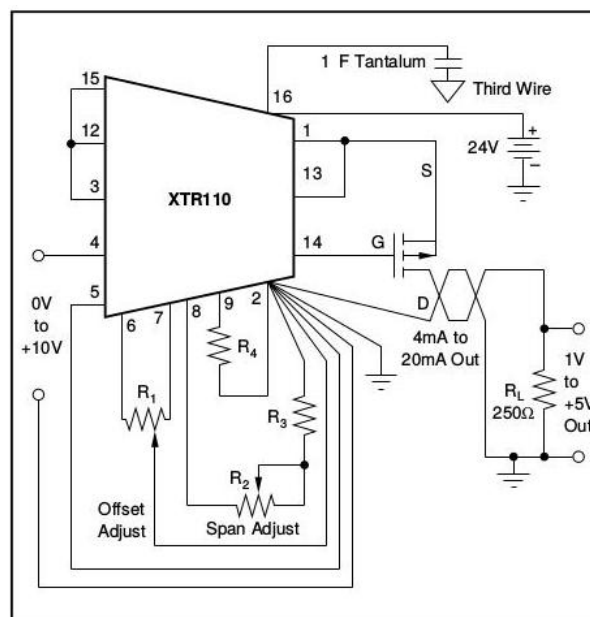 15
16
1 F Tantalum
Third Wire
12
1
24V
+
–
3
13
S
XTR110
4
14
G
0V
to
+10V
5
6
7
8
9
2
D
4mA to
20mA Out
1V
to
+5V
Out
R4
R1
R3
RL
250Ω
R2
Offset
Adjust
Span Adjust